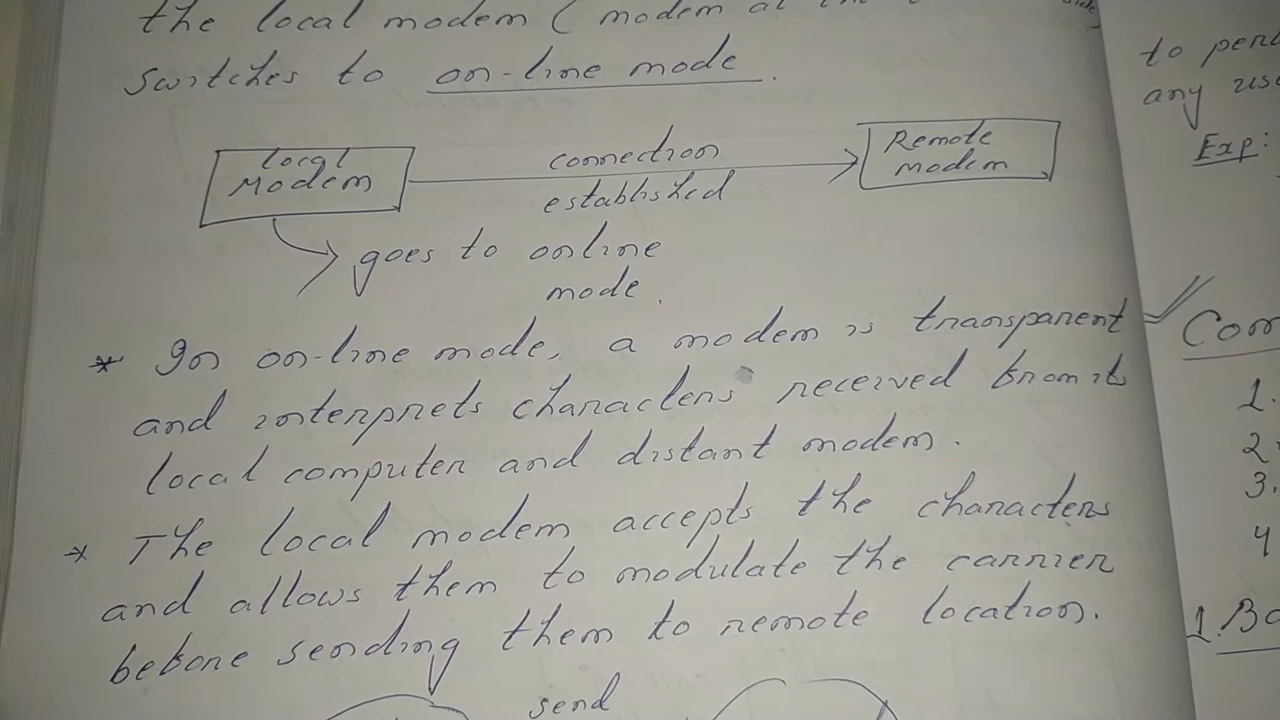 the local modem ( modem at the
switches to on-line mode.
Local
Modem
connection
established
Remote
modem
goes to online
mode.
* In on-line mode, a modem is transparent
and interprets characters received from its
local computer and distant modem.
* The local modem accepts the characters
and allows them to modulate the carrier
before sending them to remote location.
send
any
Exp:
1.
2.
3.
4
1.